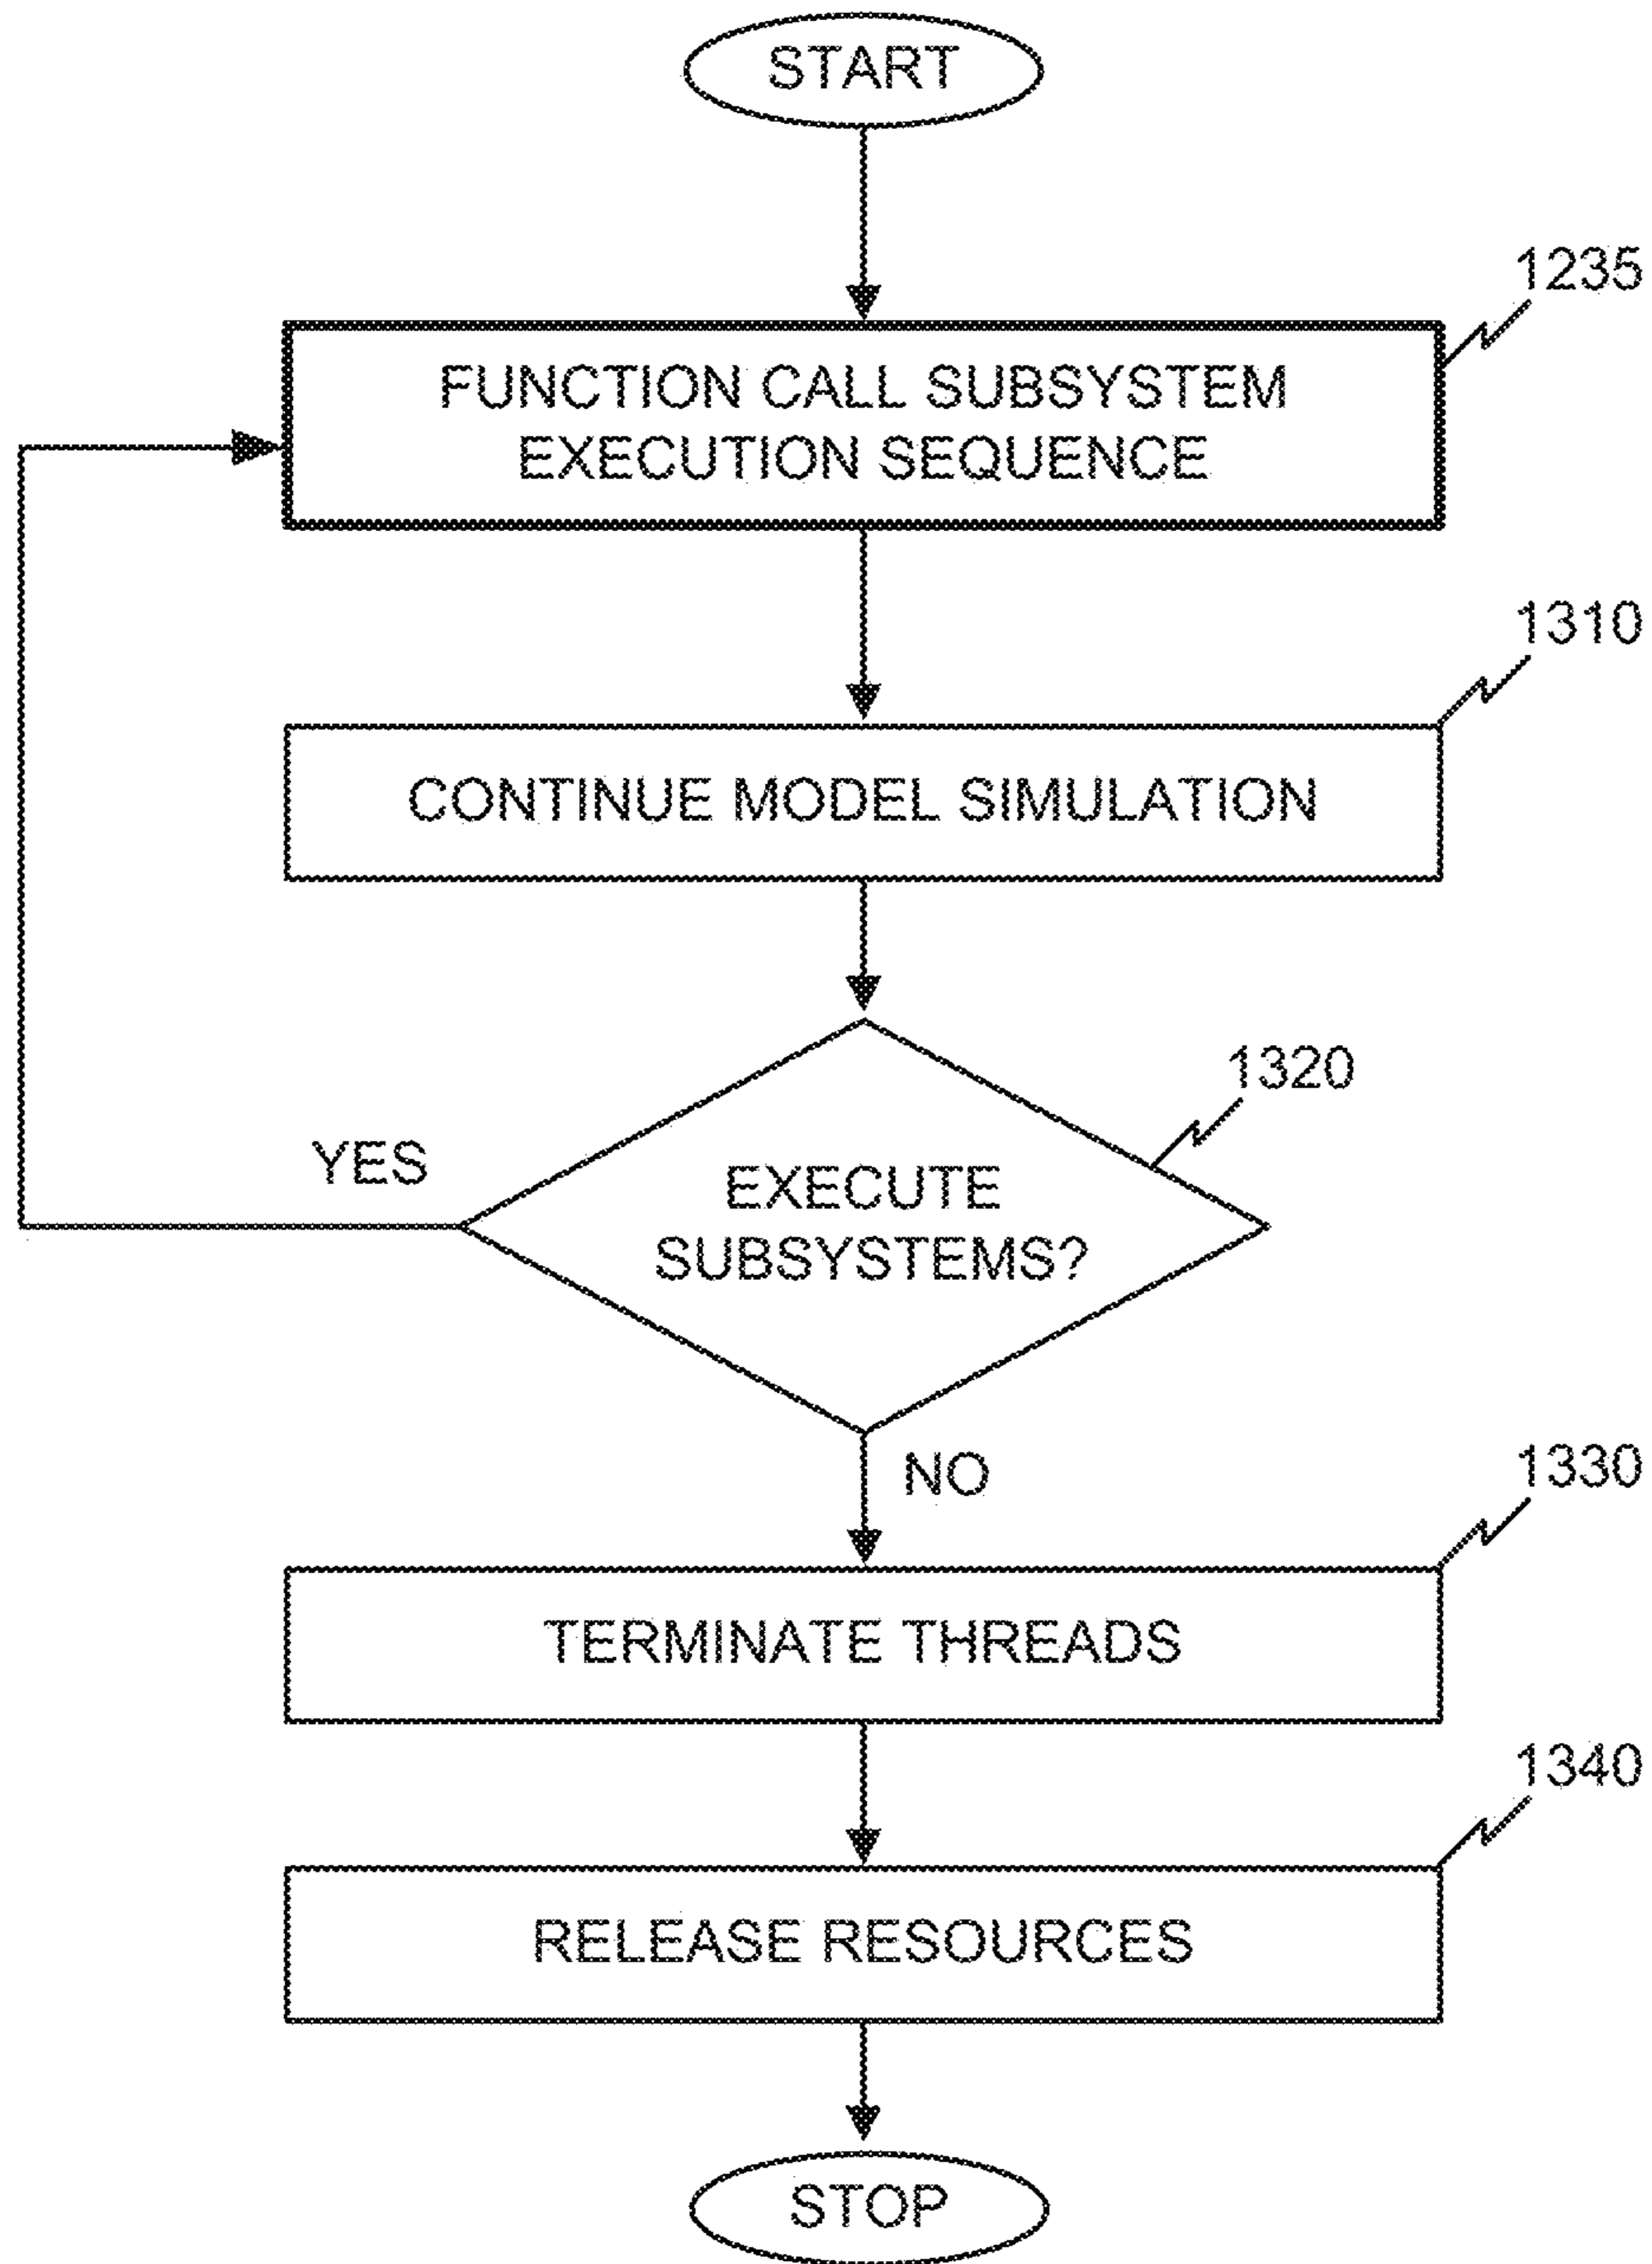 START
1235
FUNCTION CALL SUBSYSTEM
EXECUTION SEQUENCE
1310
CONTINUE MODEL SIMULATION
1320
YES
EXECUTE
SUBSYSTEMS?
NO
1330
TERMINATE THREADS
1340
RELEASE RESOURCES
STOP